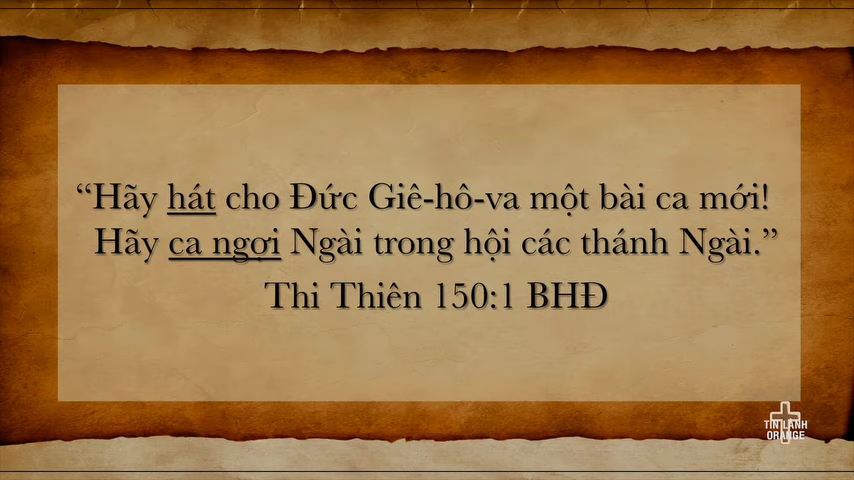 “Hãy hát cho Đức Giê-hô-va một bài ca mới!
Hãy ca ngợi Ngài trong hội các thánh Ngài.”
Thi Thiên 150:1 BHĐ
TIN LANH
ORANGE